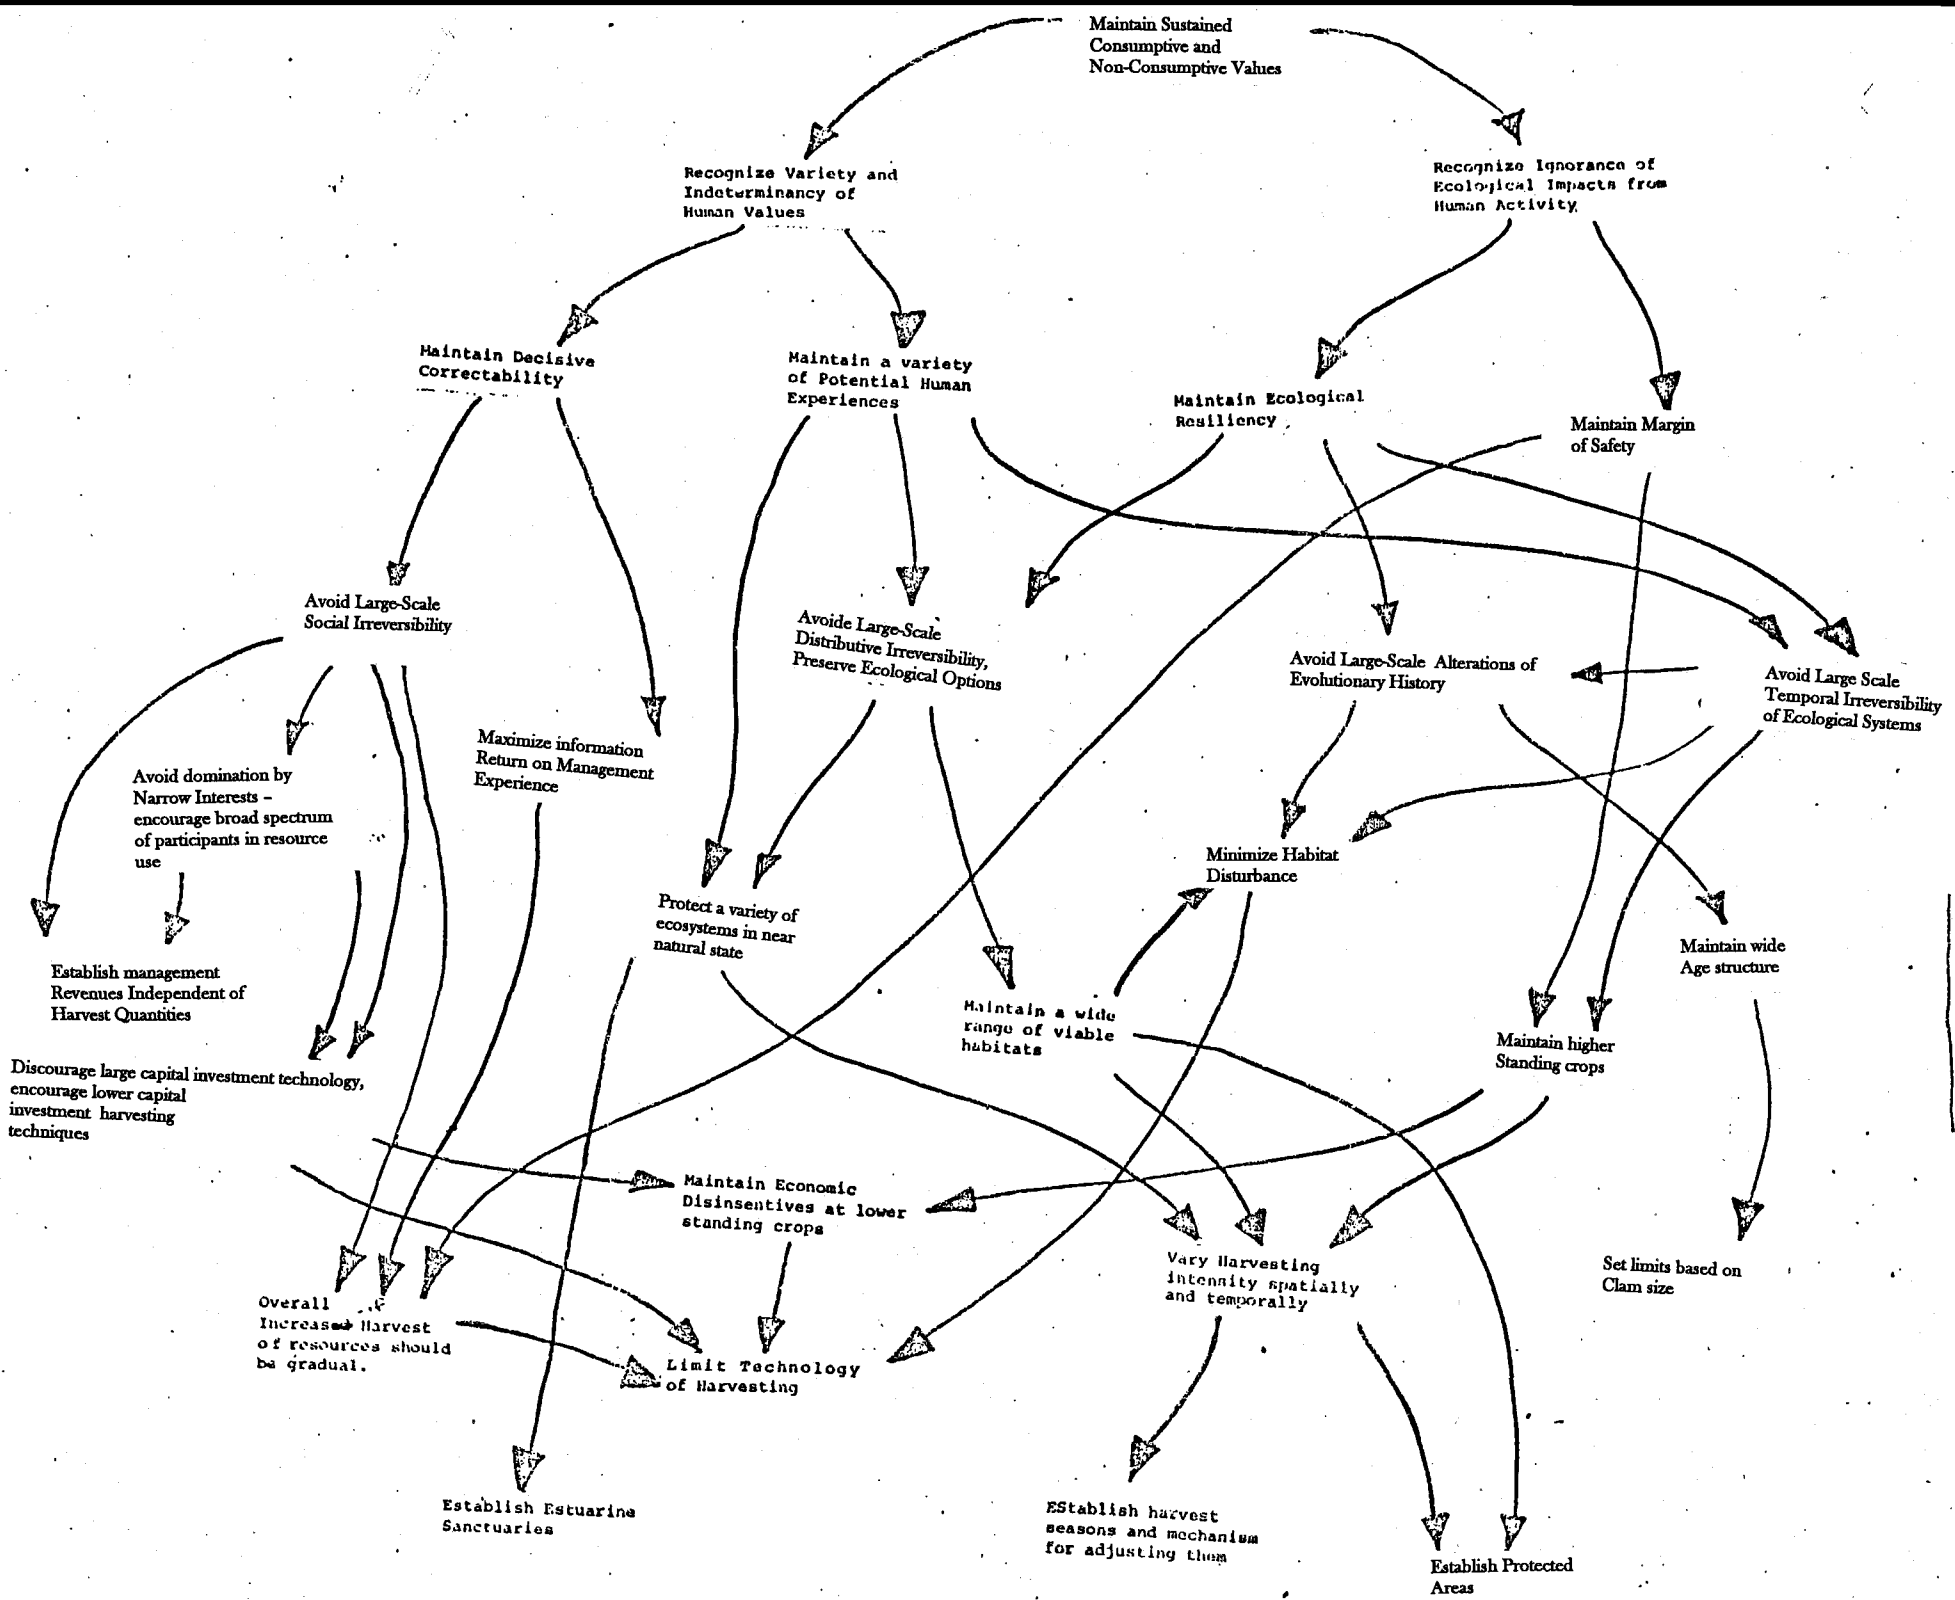 Maintain Sustained
Consumptive and
Non-Consumptive Values
Recognize Variety and
Indeterminancy of
Human Values
Recognize Ignorance of
Ecological Impacts from
Human Activity.
Maintain Decisive
Correctability
Maintain a variety
of Potential Human
Experiences
Maintain Ecological
Resiliency
Maintain Margin
of Safety
Avoid Large-Scale
Social Irreversibility
Avoide Large-Scale
Distributive Irreversibility,
Preserve Ecological Options
Avoid Large-Scale Alterations of
Evolutionary History
Avoid Large Scale
Temporal Irreversibility
of Ecological Systems
Maximize information
Return on Management
Experience
Avoid domination by
Narrow Interests –
encourage broad spectrum
of participants in resource
use
Minimize Habitat
Disturbance
Protect a variety of
ecosystems in near
natural state
Maintain wide
Age structure
Establish management
Revenues Independent of
Harvest Quantities
Maintain a wide
range of viable
habitats
Maintain higher
Standing crops
Discourage large capital investment technology,
encourage lower capital
investment harvesting
techniques
Maintain Economic
Disinsentives at lower
standing crops
Vary Harvesting
intensity spatially
and temporally
Set limits based on
Clam size
Overall
Increased Harvest
of resources should
be gradual.
Limit Technology
of Harvesting
Establish Estuarine
Sanctuaries
EStablish harvest
seasons and mechanism
for adjusting them
Establish Protected
Areas